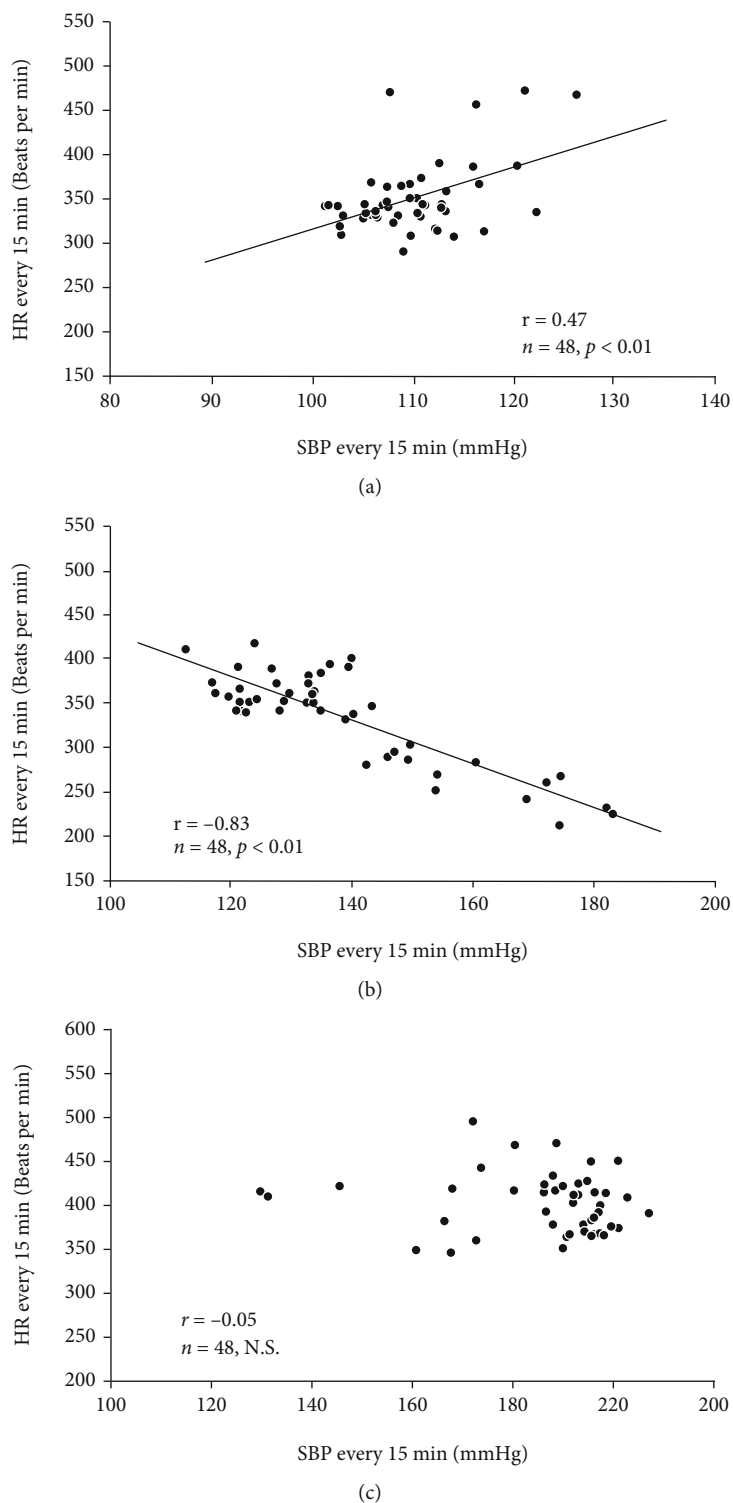 550
500
450
400
350
300
250
200
150
HR every 15 min (Beats per min)
r = 0.47
n = 48, p < 0.01
80 90 100 110 120 130 140
SBP every 15 min (mmHg)
(a)
550
500
450
400
350
300
250
200
150
HR every 15 min (Beats per min)
r = –0.83
n = 48, p < 0.01
100 120 140 160 180 200
SBP every 15 min (mmHg)
(b)
600
550
500
450
400
350
300
250
200
HR every 15 min (Beats per min)
r = –0.05
n = 48, N.S.
100 120 140 160 180 220 200
SBP every 15 min (mmHg)
(c)